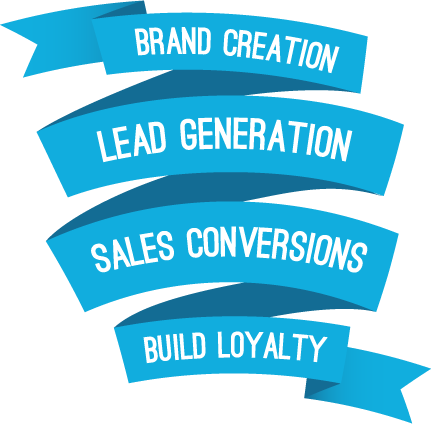 BRAND CREATION
LEAD GENERATION
SALES CONVERSIONS
BUILD LOYALTY